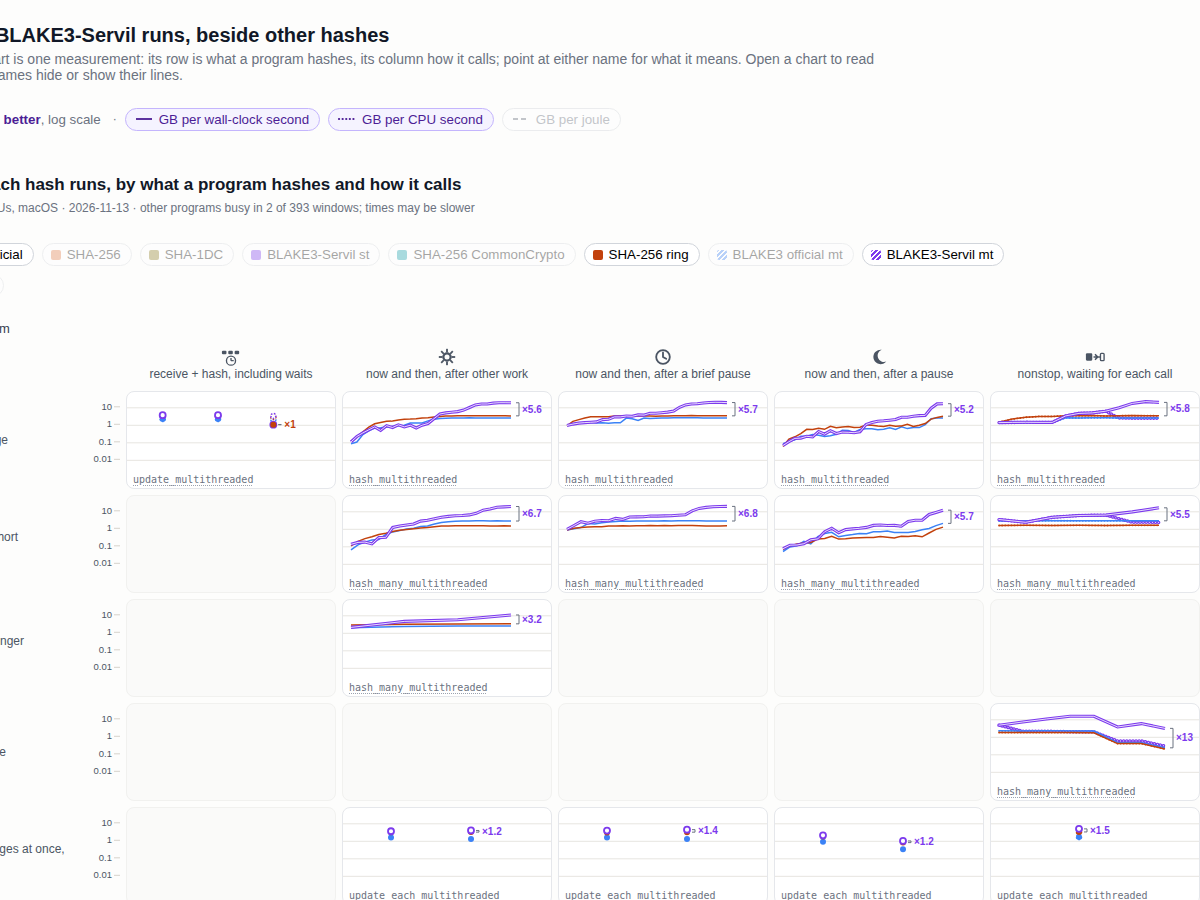 BLAKE3-Servil runs, beside other hashes
rt is one measurement: its row is what a program hashes, its column how it calls; point at either name for what it means. Open a chart to read
ames hide or show their lines.
better, log scale · GB per wall-clock second GB per CPU second GB per joule
ch hash runs, by what a program hashes and how it calls
Us, macOS · 2026-11-13 · other programs busy in 2 of 393 windows; times may be slower
icial SHA-256 SHA-1DC BLAKE3-Servil st SHA-256 CommonCrypto SHA-256 ring BLAKE3 official mt BLAKE3-Servil mt
m
receive + hash, including waits now and then, after other work now and then, after a brief pause now and then, after a pause nonstop, waiting for each call
10
1
0.1
0.01
ge
×1 ×5.6 ×5.7 ×5.2 ×5.8
update_multithreaded hash_multithreaded hash_multithreaded hash_multithreaded hash_multithreaded
10
1
0.1
0.01
hort
×6.7 ×6.8 ×5.7 ×5.5
hash_many_multithreaded hash_many_multithreaded hash_many_multithreaded hash_many_multithreaded
10
1
0.1
0.01
nger
×3.2
hash_many_multithreaded
10
1
0.1
0.01
e
×13
hash_many_multithreaded
10
1
0.1
0.01
ges at once,
×1.2 ×1.4 ×1.2 ×1.5
update_each_multithreaded update_each_multithreaded update_each_multithreaded update_each_multithreaded